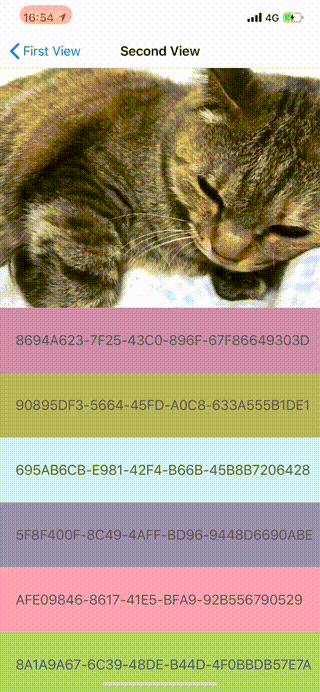 16:54 4G
First View Second View
8694A623-7F25-43C0-896F-67F86649303D
90895DF3-5664-45FD-A0C8-633A555B1DE1
695AB6CB-E981-42F4-B66B-45B8B7206428
5F8F400F-8C49-4AFF-BD96-9448D6690ABE
AFE09846-8617-41E5-BFA9-92B556790529
8A1A9A67-6C39-48DE-B44D-4F0BBDB57E7A